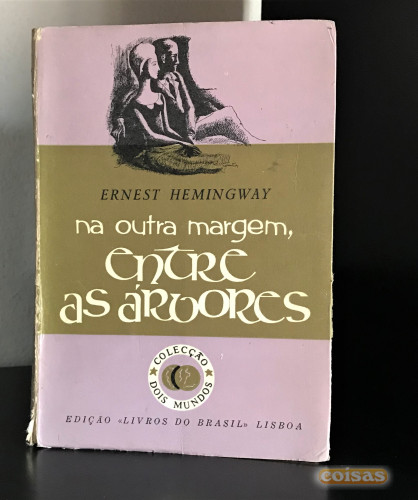 ERNEST HEMINGWAY
na outra margem,
entre
as árvores
COLECÇÃO
DOIS MUNDOS
EDIÇÃO «LIVROS DO BRASIL» LISBOA
coisas